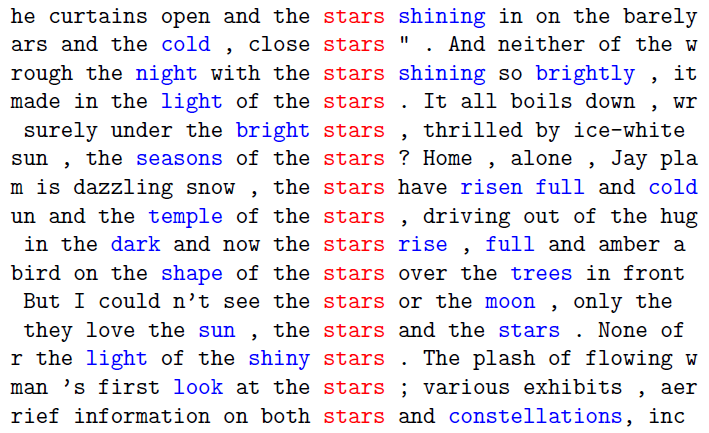 he curtains open and the stars shining in on the barely
ars and the cold , close stars " . And neither of the w
rough the night with the stars shining so brightly , it
made in the light of the stars . It all boils down , wr
surely under the bright stars , thrilled by ice-white
sun , the seasons of the stars ? Home , alone , Jay pla
m is dazzling snow , the stars have risen full and cold
un and the temple of the stars , driving out of the hug
in the dark and now the stars rise , full and amber a
bird on the shape of the stars over the trees in front
But I could n't see the stars or the moon , only the
they love the sun , the stars and the stars . None of
r the light of the shiny stars . The plash of flowing w
man 's first look at the stars ; various exhibits , aer
rief information on both stars and constellations, inc